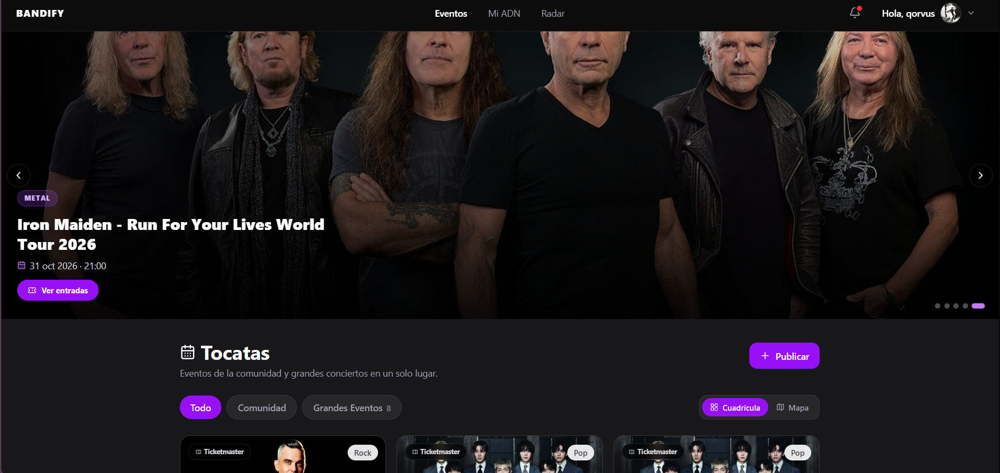 BANDIFY
Eventos
Mi ADN
Radar
Hola, qorvus
METAL
Iron Maiden - Run For Your Lives World
Tour 2026
31 oct 2026 · 21:00
Ver entradas
Tocatas
Publicar
Eventos de la comunidad y grandes conciertos en un solo lugar.
Todo
Comunidad
Grandes Eventos 8
Cuadrícula
Mapa
Ticketmaster
Rock
Ticketmaster
Pop
Ticketmaster
Pop